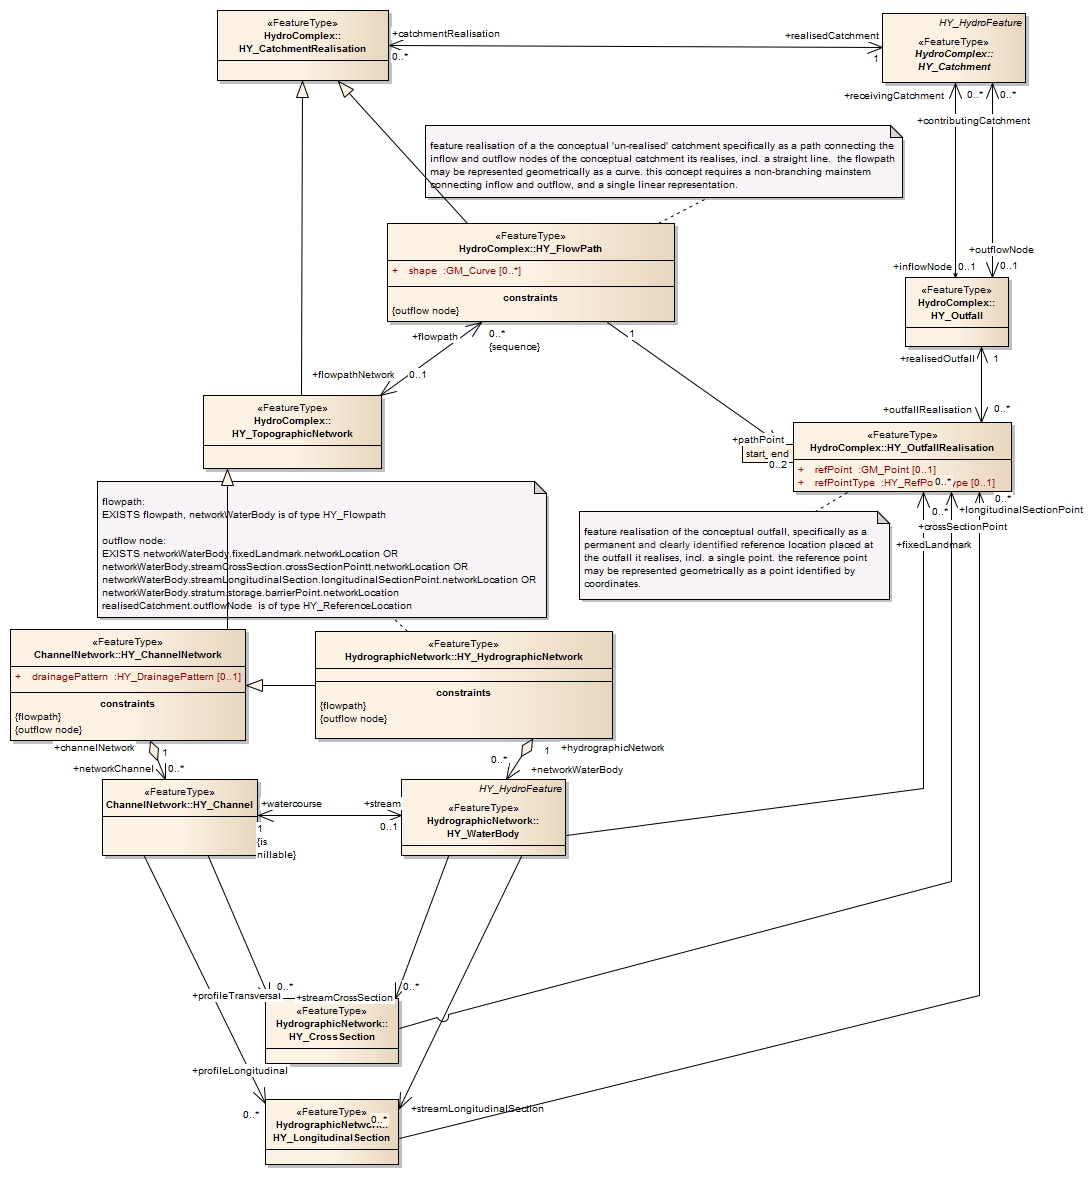 «FeatureType»
HydroComplex::
HY_CatchmentRealisation
+catchmentRealisation
0..*
+realisedCatchment
1
HY_HydroFeature
«FeatureType»
HydroComplex::
HY_Catchment
+receivingCatchment
0..*
0..*
+contributingCatchment
feature realisation of a the conceptual 'un-realised' catchment specifically as a path connecting the
inflow and outflow nodes of the conceptual catchment its realises, incl. a straight line. the flowpath
may be represented geometrically as a curve. this concept requires a non-branching mainstem
connecting inflow and outflow, and a single linear representation.
«FeatureType»
HydroComplex::HY_FlowPath
+ shape :GM_Curve [0..*]
constraints
{outflow node}
+outflowNode
0..1
+inflowNode
0..1
«FeatureType»
HydroComplex::
HY_Outfall
+flowpath
0..*
{sequence}
1
+realisedOutfall
1
+flowpathNetwork
0..1
«FeatureType»
HydroComplex::
HY_TopographicNetwork
+outfallRealisation
0..*
+pathPoint
start_end
0..2
«FeatureType»
HydroComplex::HY_OutfallRealisation
+ refPoint :GM_Point [0..1]
+ refPointType :HY_RefPo 0..* ype [0..1]
0..*
+longitudinalSectionPoint
0..*
+crossSectionPoint
+fixedLandmark
flowpath:
EXISTS flowpath, networkWaterBody is of type HY_Flowpath
outflow node:
EXISTS networkWaterBody.fixedLandmark.networkLocation OR
networkWaterBody.streamCrossSection.crossSectionPointt.networkLocation OR
networkWaterBody.streamLongitudinalSection.longitudinalSectionPoint.networkLocation OR
networkWaterBody.stratum.storage.barrierPoint.networkLocation
realisedCatchment.outflowNode is of type HY_ReferenceLocation
feature realisation of the conceptual outfall, specifically as a
permanent and clearly identified reference location placed at
the outfall it realises, incl. a single point. the reference point
may be represented geometrically as a point identified by
coordinates.
«FeatureType»
ChannelNetwork::HY_ChannelNetwork
+ drainagePattern :HY_DrainagePattern [0..1]
constraints
{flowpath}
{outflow node}
«FeatureType»
HydrographicNetwork::HY_HydrographicNetwork
constraints
{flowpath}
{outflow node}
+channelNetwork
1
+networkChannel
0..*
1
+hydrographicNetwork
0..*
+networkWaterBody
«FeatureType»
ChannelNetwork::HY_Channel
+watercourse
1
{is
nillable}
+stream
0..1
HY_HydroFeature
«FeatureType»
HydrographicNetwork::
HY_WaterBody
+profileTransversal
0..*
+streamCrossSection
0..*
«FeatureType»
HydrographicNetwork::
HY_CrossSection
+profileLongitudinal
0..*
+streamLongitudinalSection
0..*
«FeatureType»
HydrographicNetwork::
HY_LongitudinalSection